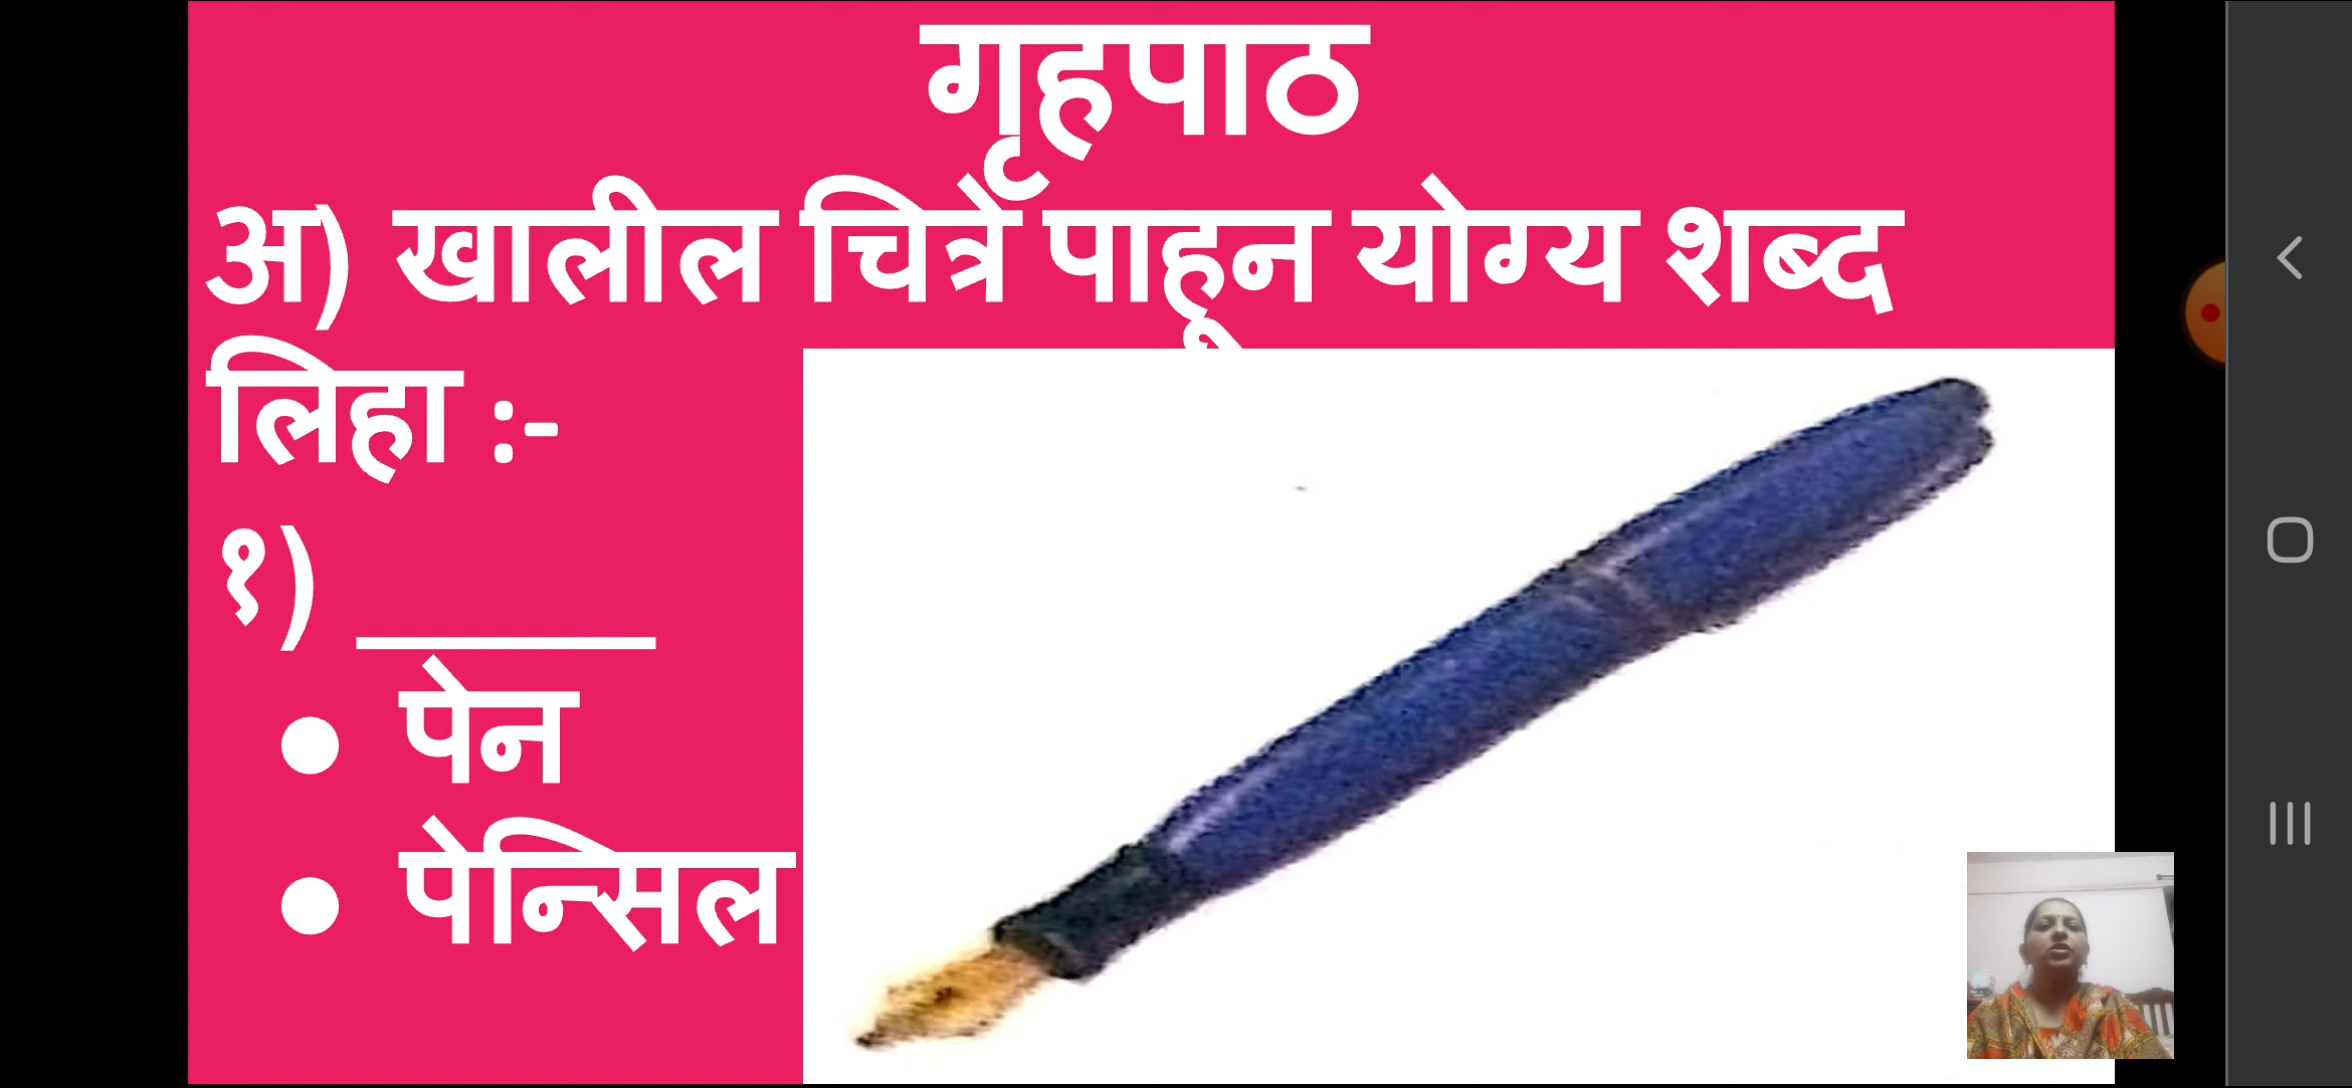 गृहपाठ
अ) खालील चित्रे पाहून योग्य शब्द
लिहा :-
१) ______
● पेन
● पेन्सिल